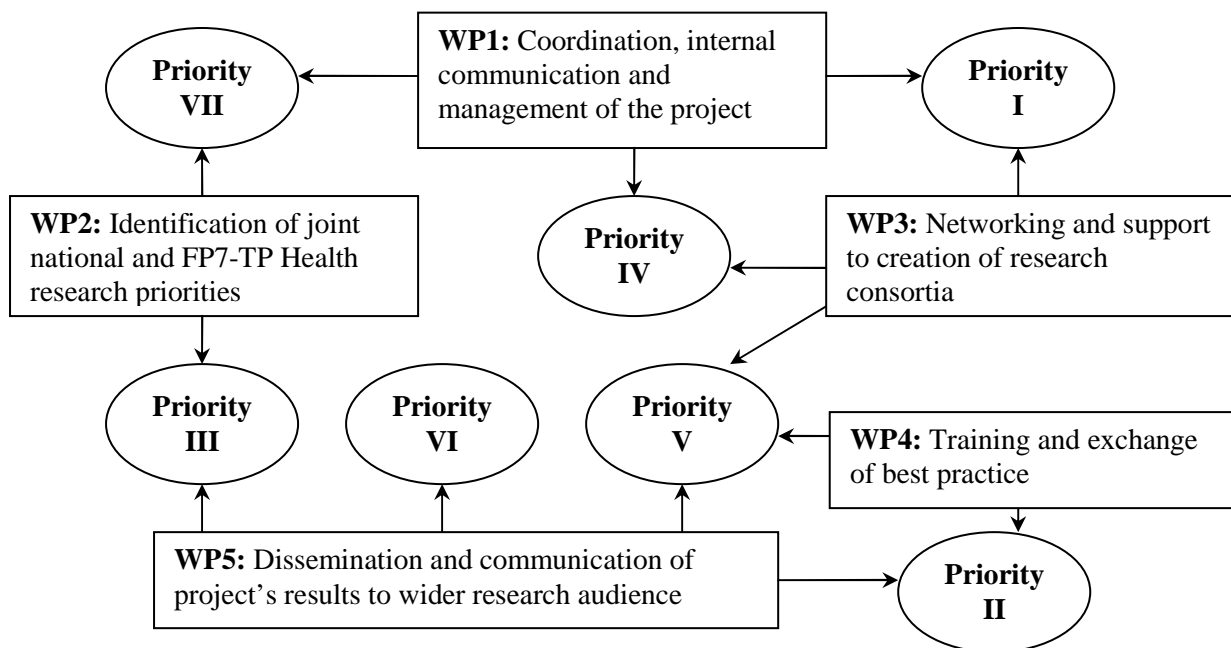 WP1: Coordination, internal
communication and
management of the project
Priority
VII
Priority
I
WP2: Identification of joint
national and FP7-TP Health
research priorities
Priority
IV
WP3: Networking and support
to creation of research
consortia
Priority
III
Priority
VI
Priority
V
WP4: Training and exchange
of best practice
WP5: Dissemination and communication of
project’s results to wider research audience
Priority
II